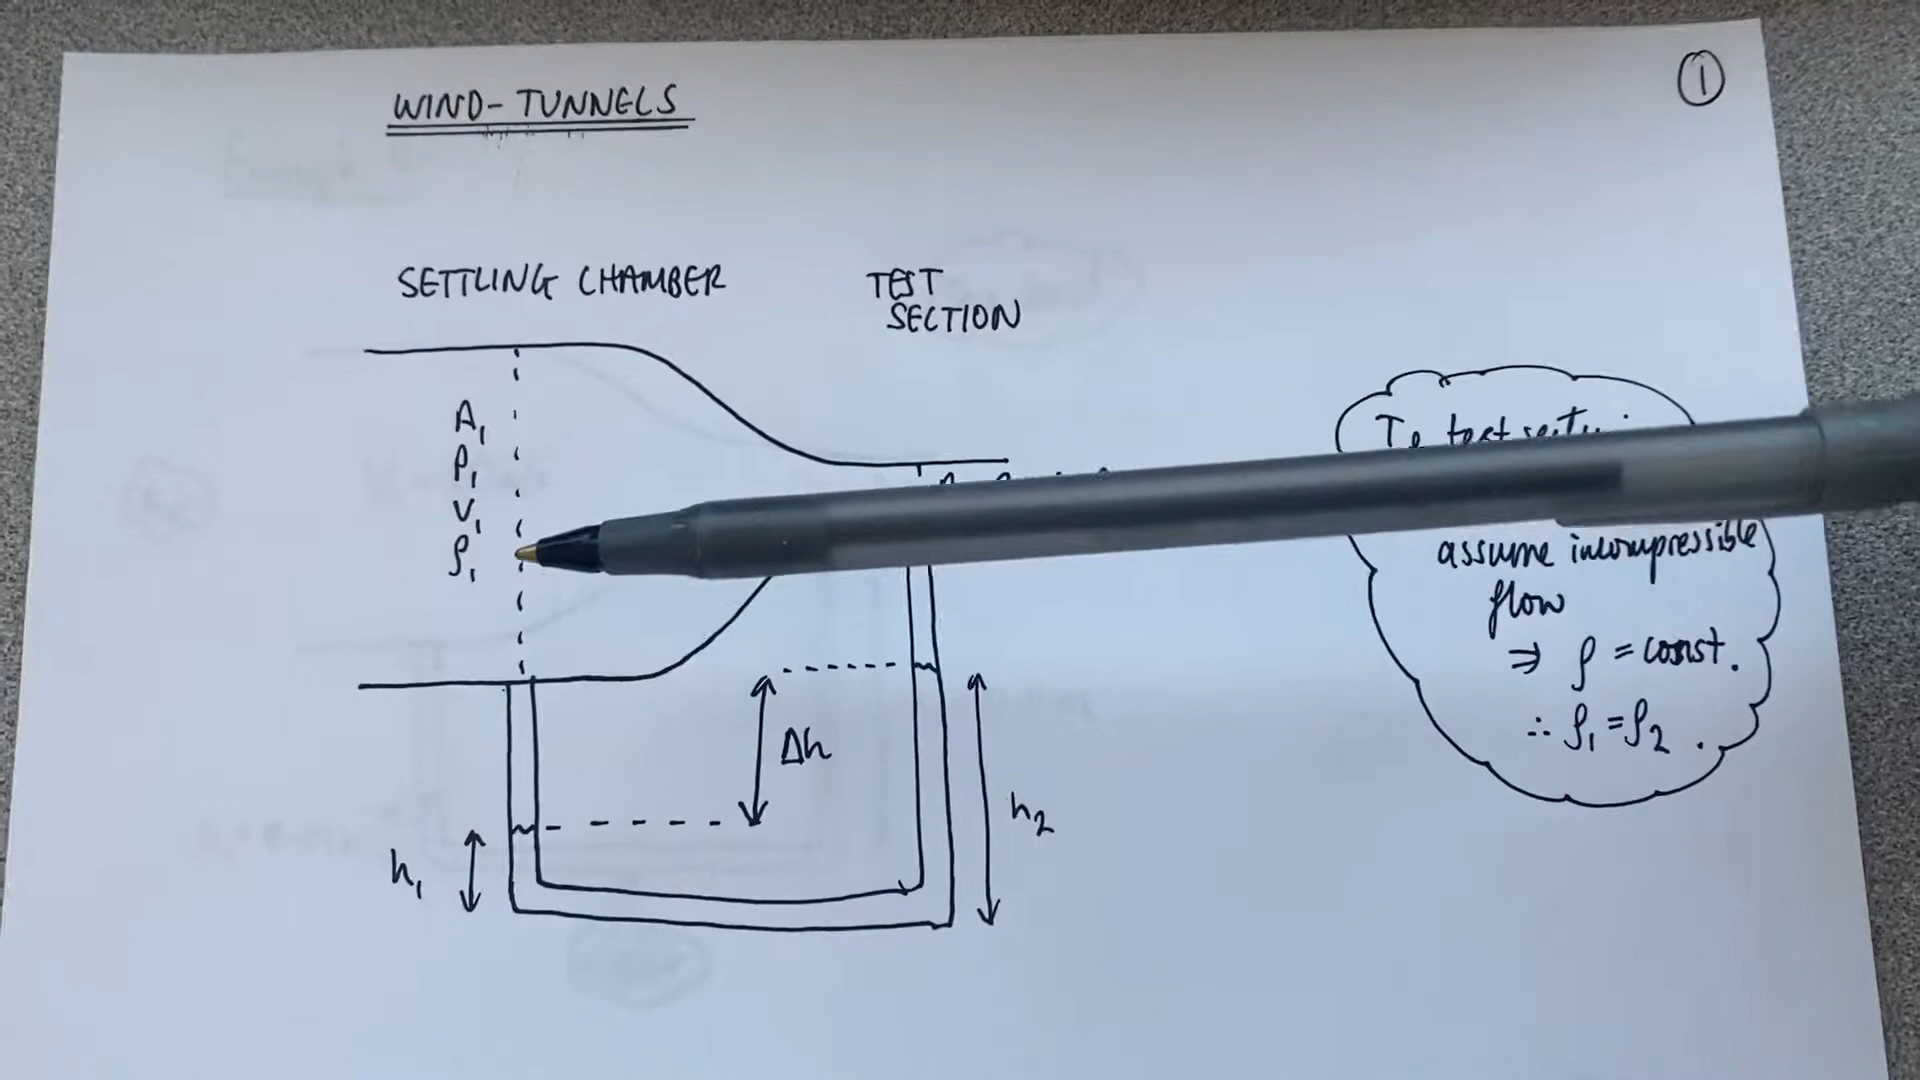 WIND-TUNNELS
1
SETTLING CHAMBER
TEST
SECTION
A₁
P₁
V₁
ρ₁
test
assume incompressible
flow
⇒ ρ = const.
∴ ρ₁ = ρ₂ .
Δh
h₁
h₂